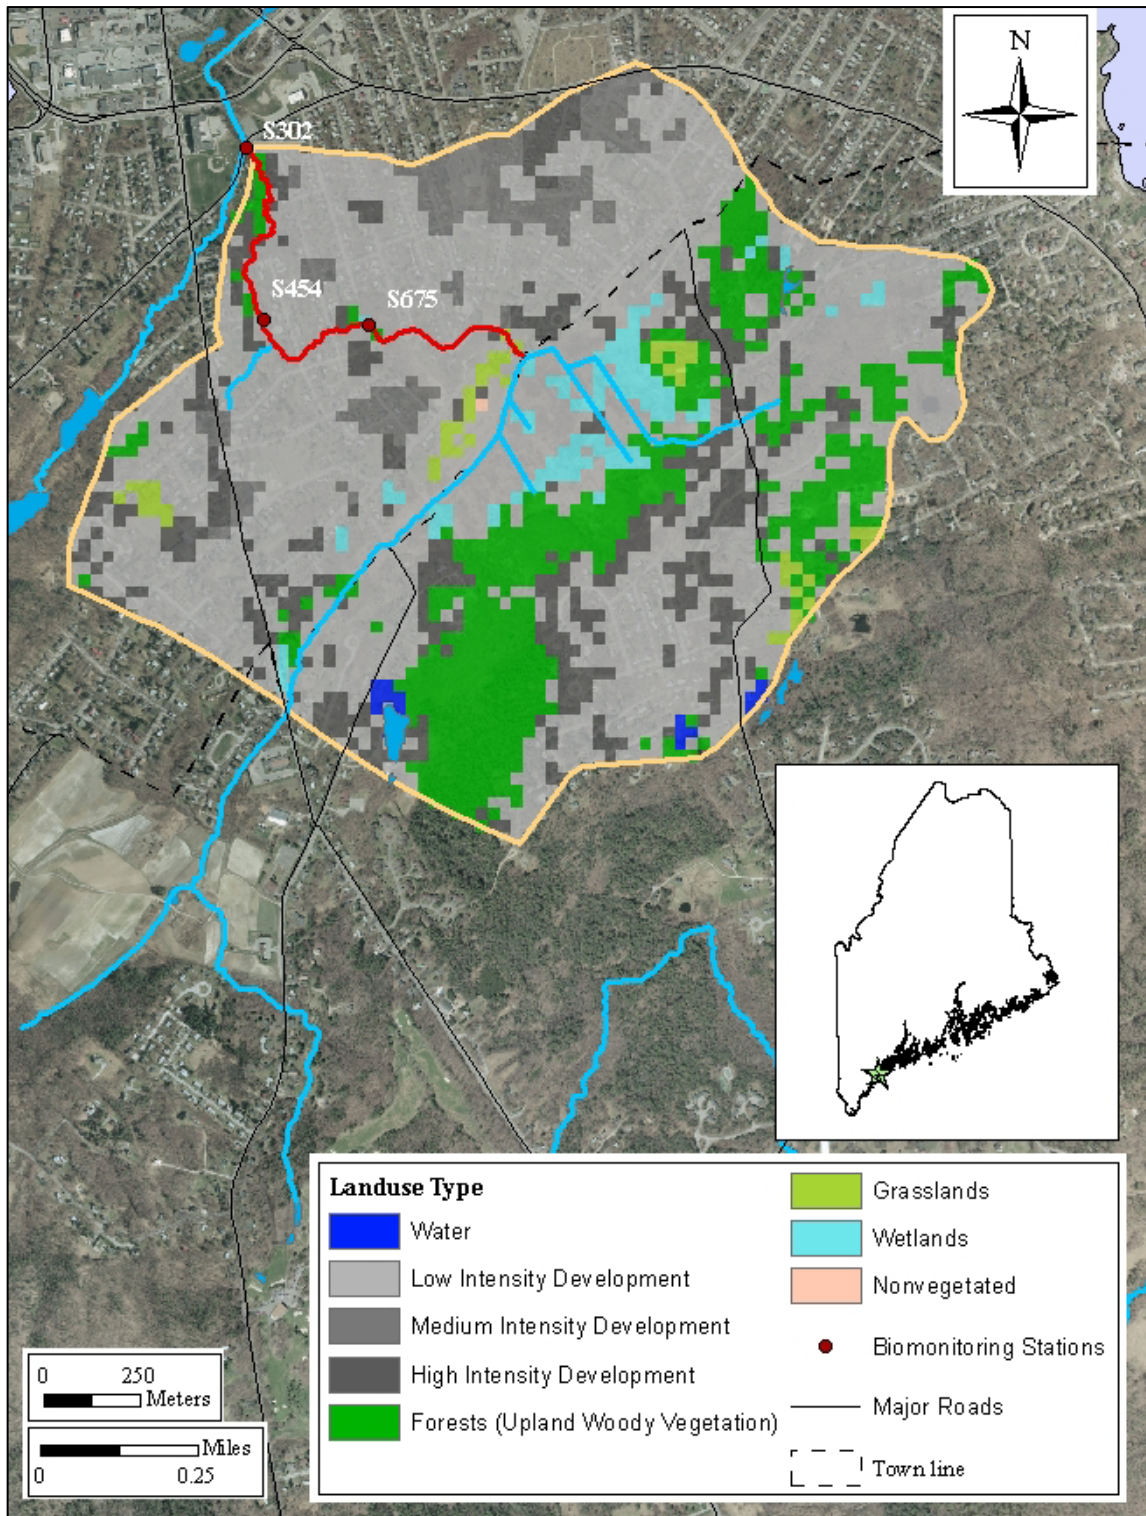 N
S302
S454
S675
Landuse Type
Water
Low Intensity Development
Medium Intensity Development
High Intensity Development
Forests (Upland Woody Vegetation)
Grasslands
Wetlands
Nonvegetated
Biomonitoring Stations
Major Roads
Town line
0 250
Meters
Miles
0 0.25